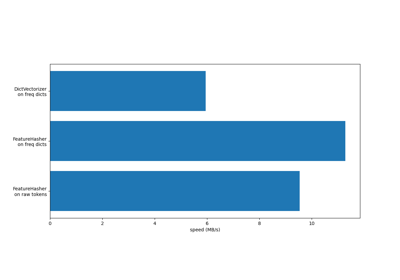 DictVectorizer
on freq dicts
FeatureHasher
on freq dicts
FeatureHasher
on raw tokens
0 2 4 6 8 10
speed (MB/s)